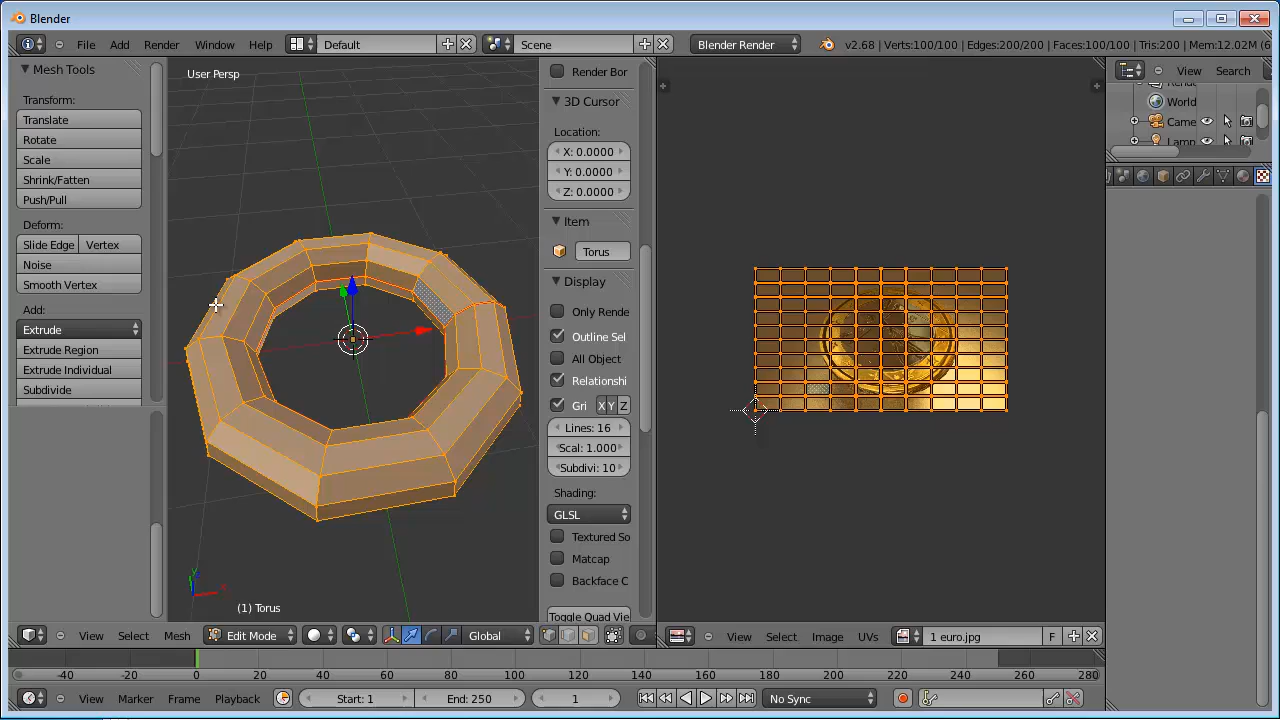 Blender
File Add Render Window Help Default Scene Blender Render v2.68 | Verts:100/100 | Edges:200/200 | Faces:100/100 | Tris:200 | Mem:12.02M (6
Mesh Tools
Transform:
Translate
Rotate
Scale
Shrink/Fatten
Push/Pull
Deform:
Slide Edge Vertex
Noise
Smooth Vertex
Add:
Extrude
Extrude Region
Extrude Individual
Subdivide
User Persp
(1) Torus
Render Bor
3D Cursor
Location:
X: 0.0000
Y: 0.0000
Z: 0.0000
Item
Torus
Display
Only Rende
Outline Sel
All Object
Relationshi
Gri X Y Z
Lines: 16
Scal: 1.000
Subdivi: 10
Shading:
GLSL
Textured So
Matcap
Backface C
Toggle Quad Vie
View Search
World
Came
Lamp
View Select Mesh Edit Mode Global
View Select Image UVs 1 euro.jpg F
-40 -20 0 20 40 60 80 100 120 140 160 180 200 220 240 260 280
View Marker Frame Playback Start: 1 End: 250 1 No Sync